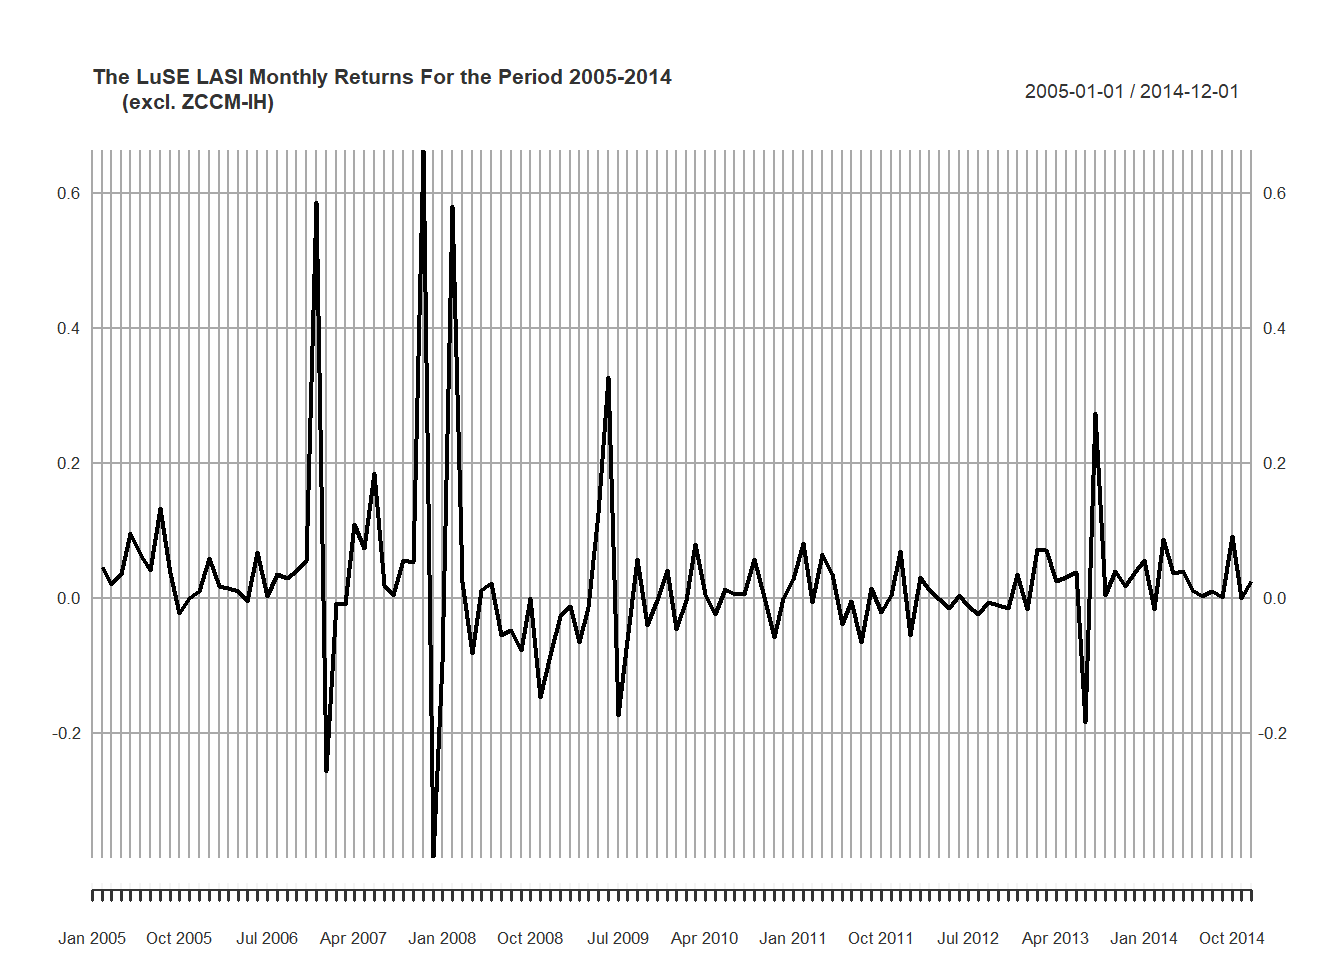 The LuSE LASI Monthly Returns For the Period 2005-2014
(excl. ZCCM-IH)
2005-01-01 / 2014-12-01
0.6 0.6
0.4 0.4
0.2 0.2
0.0 0.0
-0.2 -0.2
Jan 2005 Oct 2005 Jul 2006 Apr 2007 Jan 2008 Oct 2008 Jul 2009 Apr 2010 Jan 2011 Oct 2011 Jul 2012 Apr 2013 Jan 2014 Oct 2014